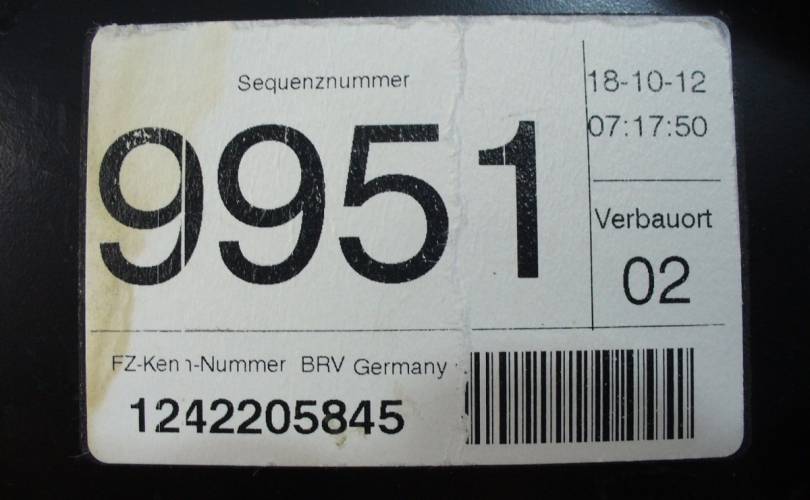 Sequenznummer
9951
18-10-12
07:17:50
Verbauort
02
FZ-Kenn-Nummer BRV Germany
1242205845